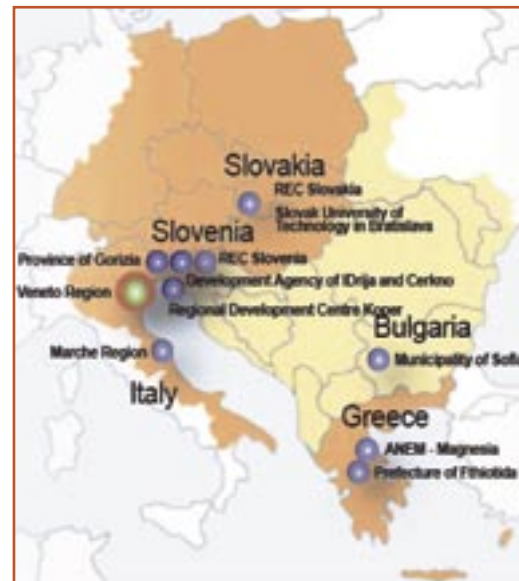 Slovakia
REC Slovakia
Slovak University of
Technology in Bratislava
Slovenia
Province of Gorizia
REC Slovenia
Veneto Region
Development Agency of IDrija and Cerkno
Regional Development Centre Koper
Bulgaria
Marche Region
Municipality of Sofia
Italy
Greece
ANEM - Magnesia
Prefecture of Fthiotida